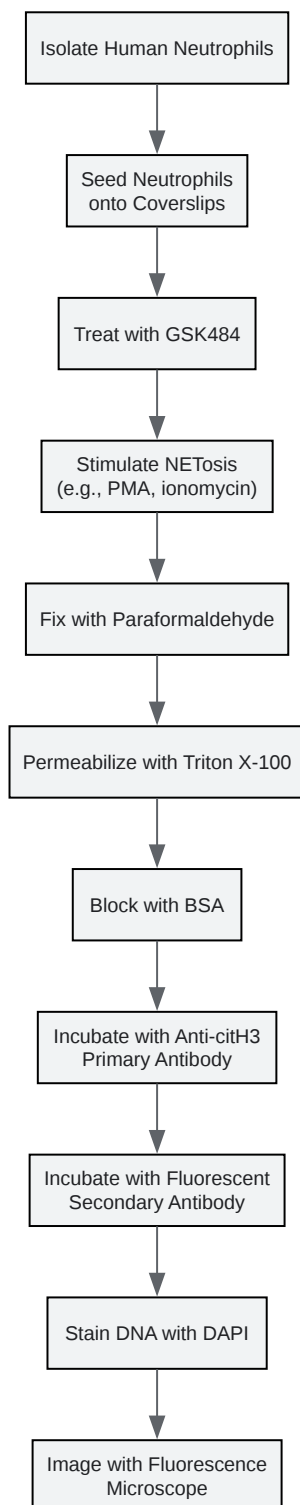 Isolate Human Neutrophils
Seed Neutrophils
onto Coverslips
Treat with GSK484
Stimulate NETosis
(e.g., PMA, ionomycin)
Fix with Paraformaldehyde
Permeabilize with Triton X-100
Block with BSA
Incubate with Anti-citH3
Primary Antibody
Incubate with Fluorescent
Secondary Antibody
Stain DNA with DAPI
Image with Fluorescence
Microscope